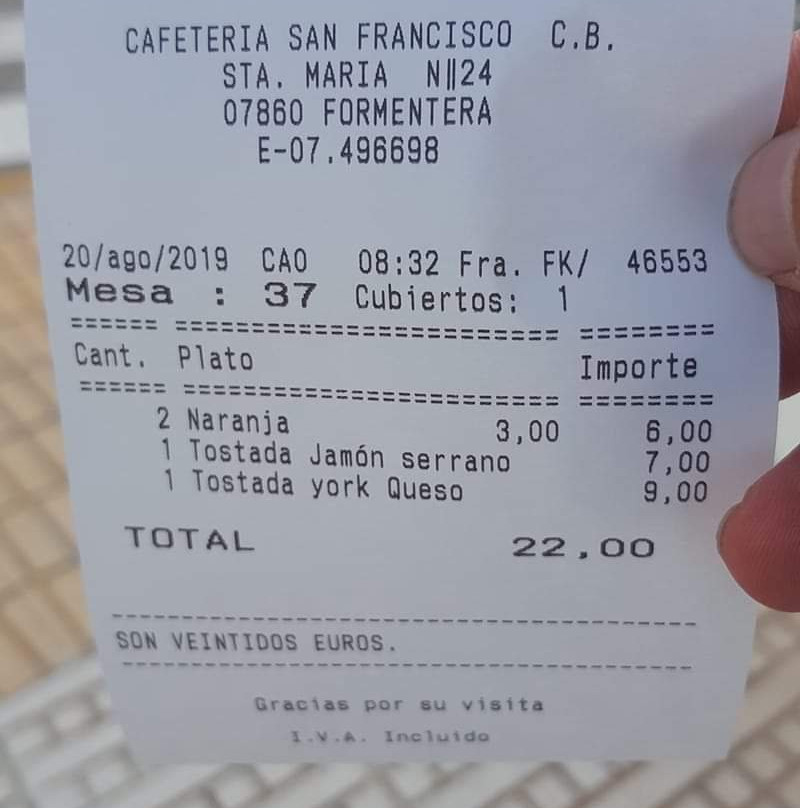 CAFETERIA SAN FRANCISCO C.B.
STA. MARIA N‖24
07860 FORMENTERA
E-07.496698
20/ago/2019 CAO 08:32 Fra. FK/ 46553
Mesa : 37 Cubiertos: 1
====== ======================== ========
Cant. Plato Importe
====== ======================== ========
2 Naranja 3,00 6,00
1 Tostada Jamón serrano 7,00
1 Tostada york Queso 9,00
TOTAL 22,00
----------------------------------------
SON VEINTIDOS EUROS.
----------------------------------------
Gracias por su visita
I.V.A. Incluido